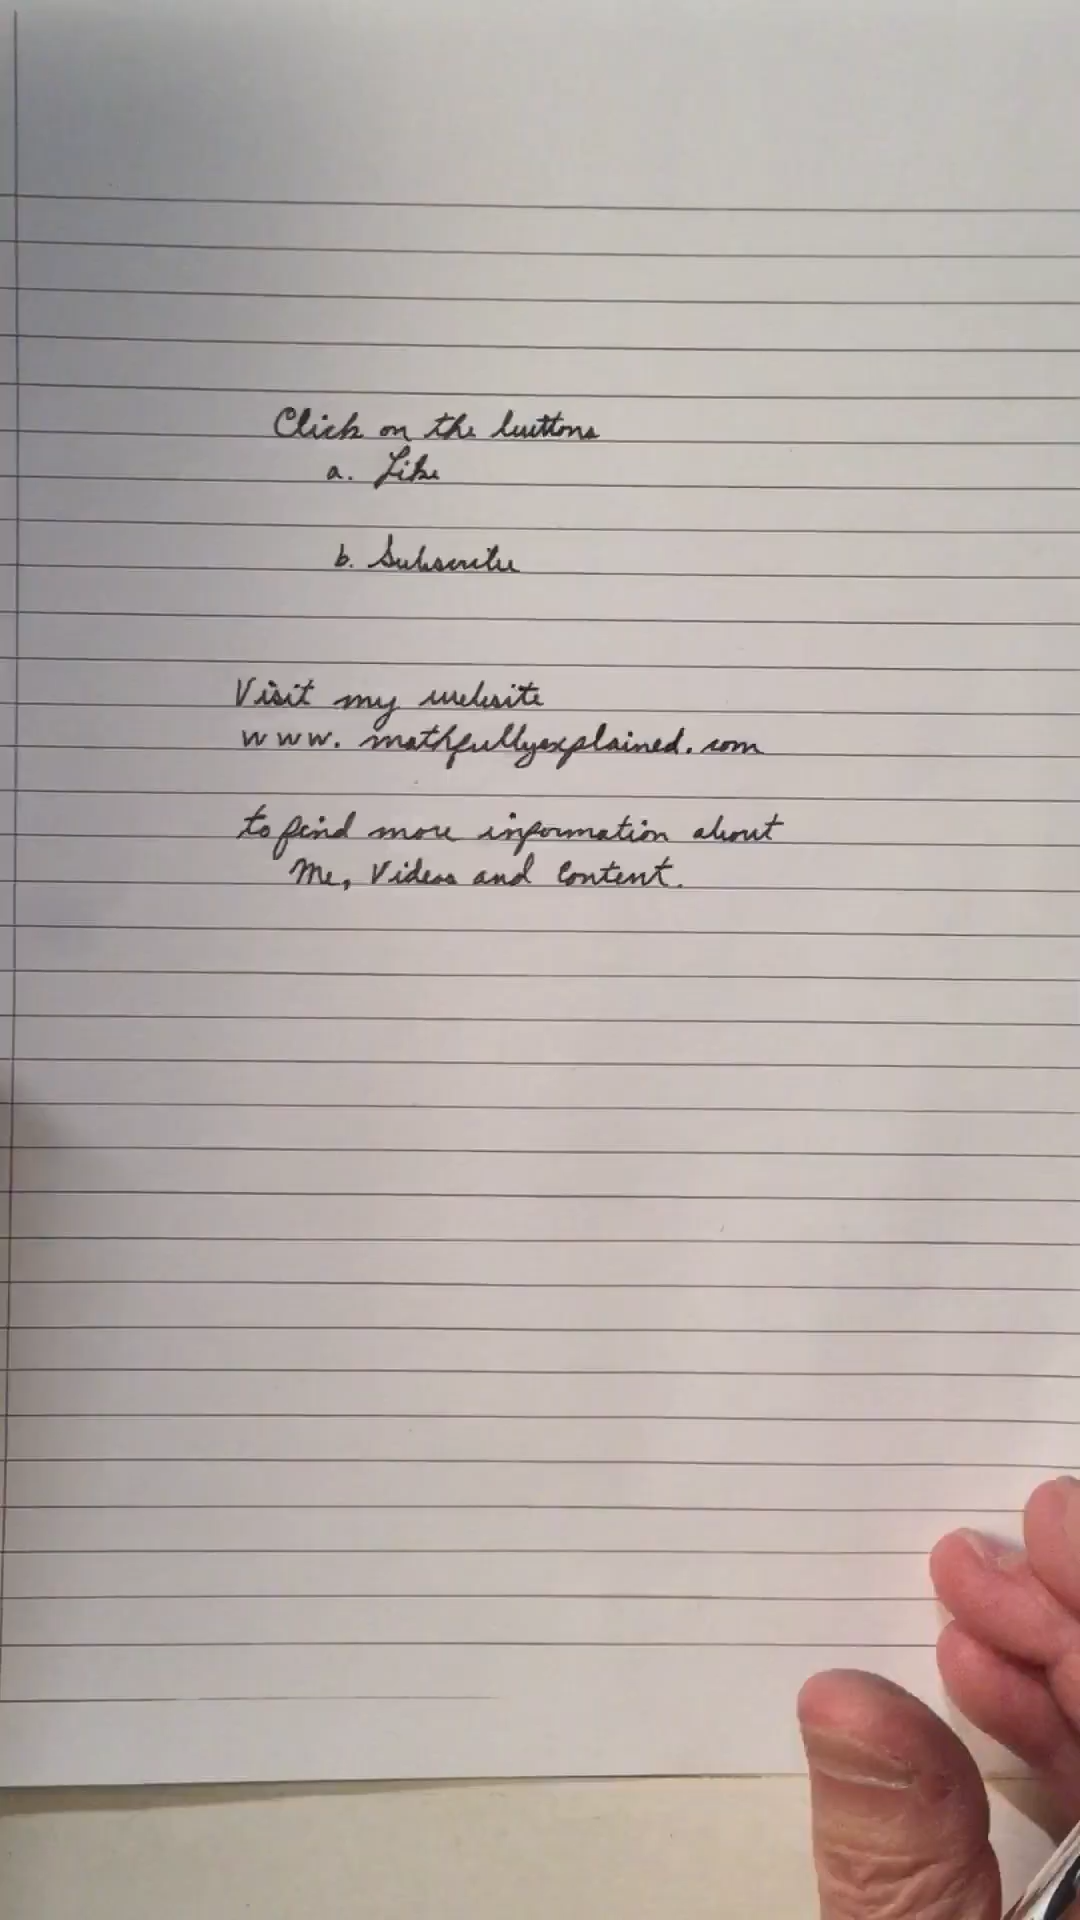 Click on the buttons
a. Like
b. Subscribe
Visit my website
www.mathfullyexplained.com
to find more information about
Me, Videos and Content.